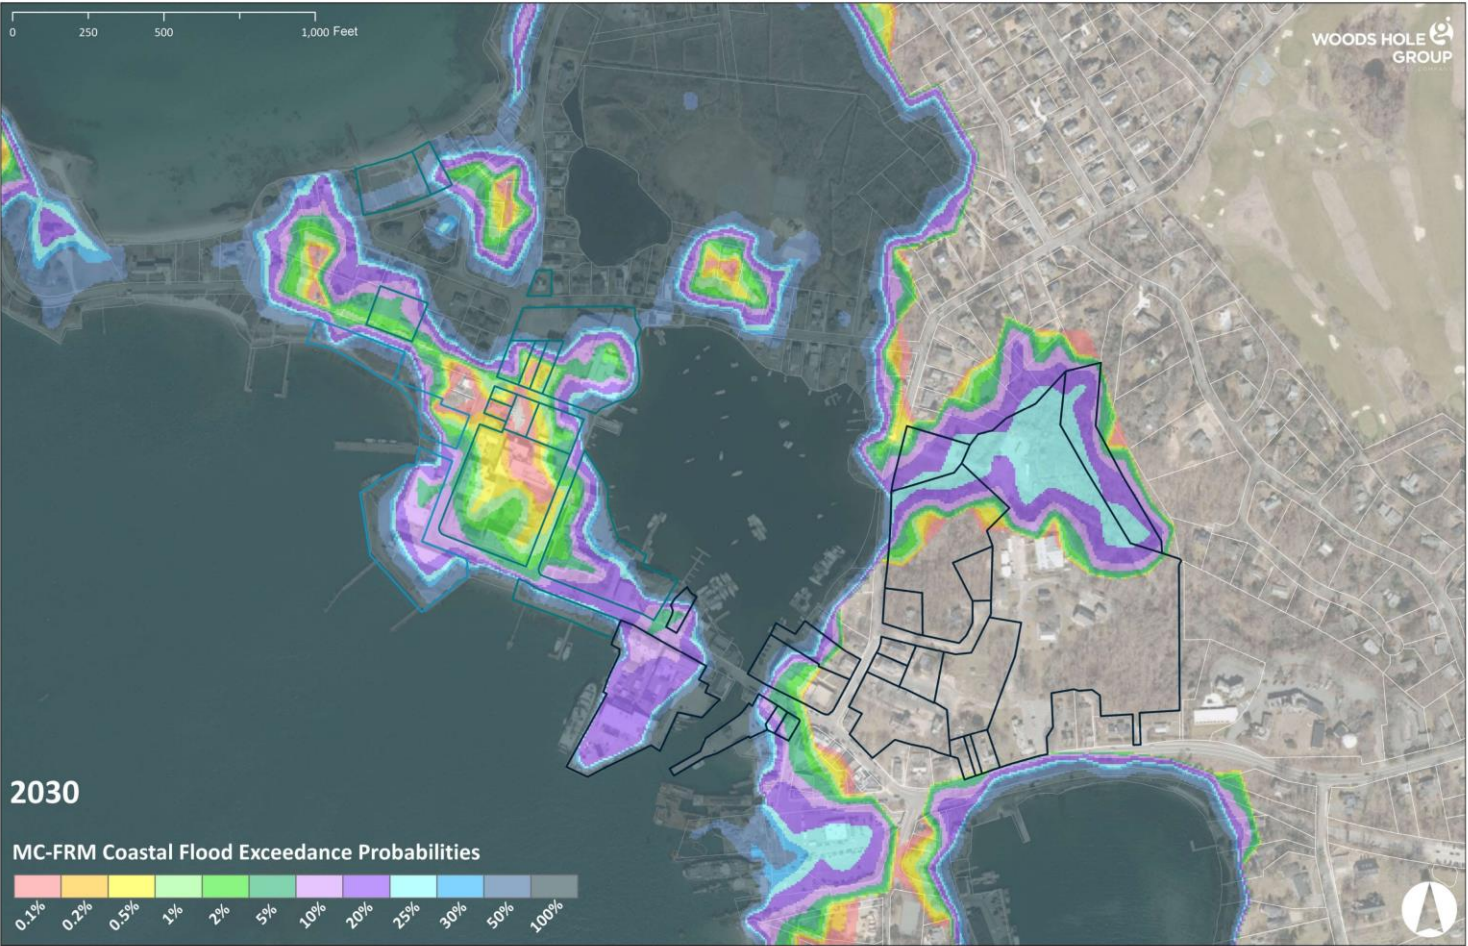 0 250 500 1,000 Feet
WOODS HOLE
GROUP
2030
MC-FRM Coastal Flood Exceedance Probabilities
0.1% 0.2% 0.5% 1% 2% 5% 10% 20% 25% 30% 50% 100%